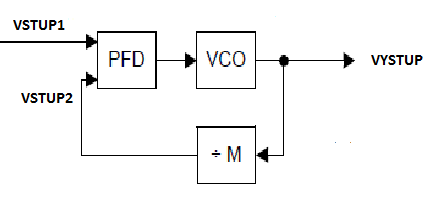 VSTUP1
PFD
VCO
VYSTUP
VSTUP2
÷ M